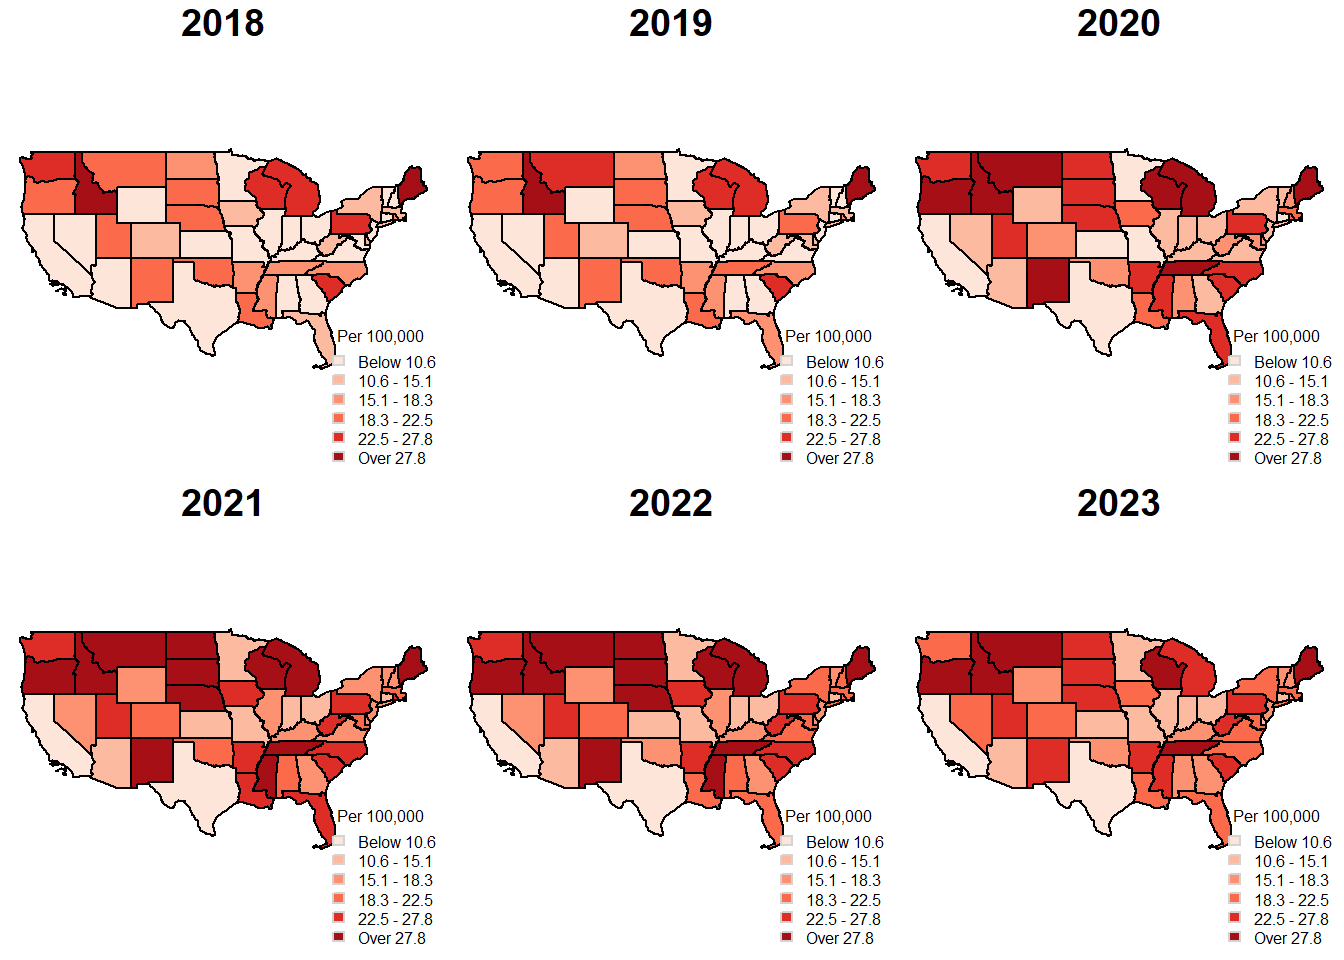 2018
2019
2020
Per 100,000
Below 10.6
10.6 - 15.1
15.1 - 18.3
18.3 - 22.5
22.5 - 27.8
Over 27.8
Per 100,000
Below 10.6
10.6 - 15.1
15.1 - 18.3
18.3 - 22.5
22.5 - 27.8
Over 27.8
Per 100,000
Below 10.6
10.6 - 15.1
15.1 - 18.3
18.3 - 22.5
22.5 - 27.8
Over 27.8
2021
2022
2023
Per 100,000
Below 10.6
10.6 - 15.1
15.1 - 18.3
18.3 - 22.5
22.5 - 27.8
Over 27.8
Per 100,000
Below 10.6
10.6 - 15.1
15.1 - 18.3
18.3 - 22.5
22.5 - 27.8
Over 27.8
Per 100,000
Below 10.6
10.6 - 15.1
15.1 - 18.3
18.3 - 22.5
22.5 - 27.8
Over 27.8